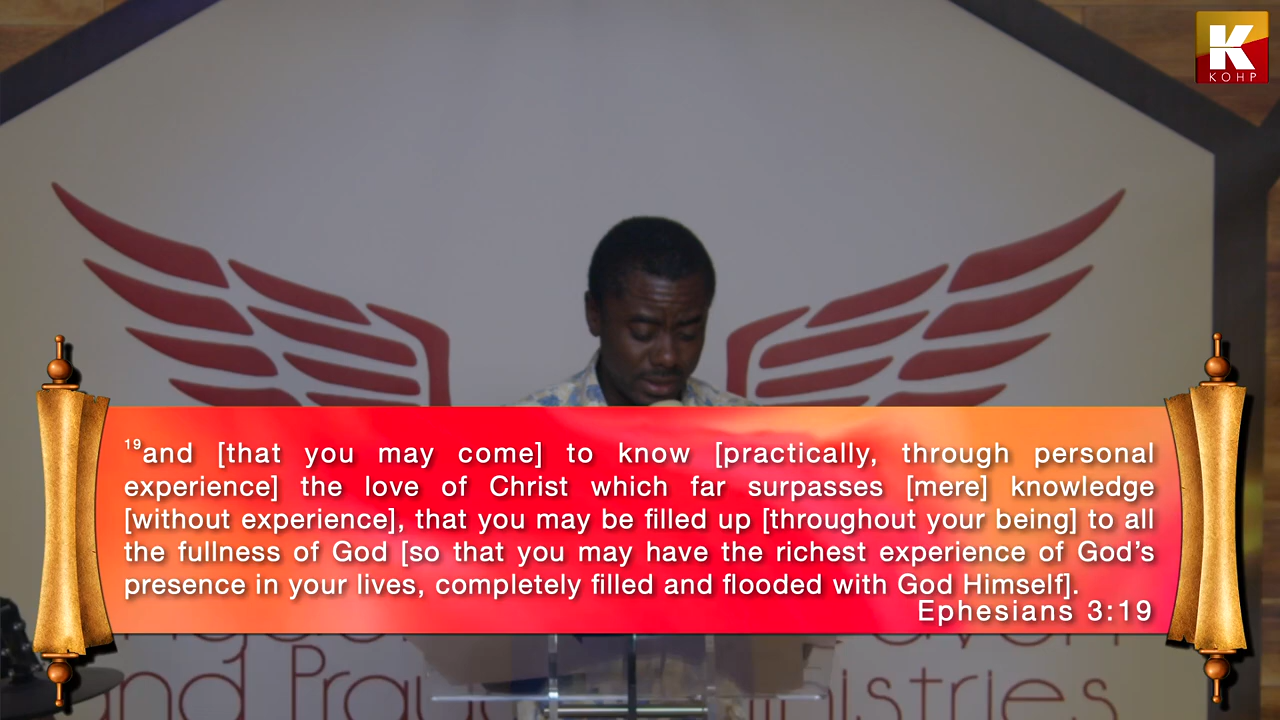 K
KOHP
19and [that you may come] to know [practically, through personal
experience] the love of Christ which far surpasses [mere] knowledge
[without experience], that you may be filled up [throughout your being] to all
the fullness of God [so that you may have the richest experience of God’s
presence in your lives, completely filled and flooded with God Himself].
Ephesians 3:19
and